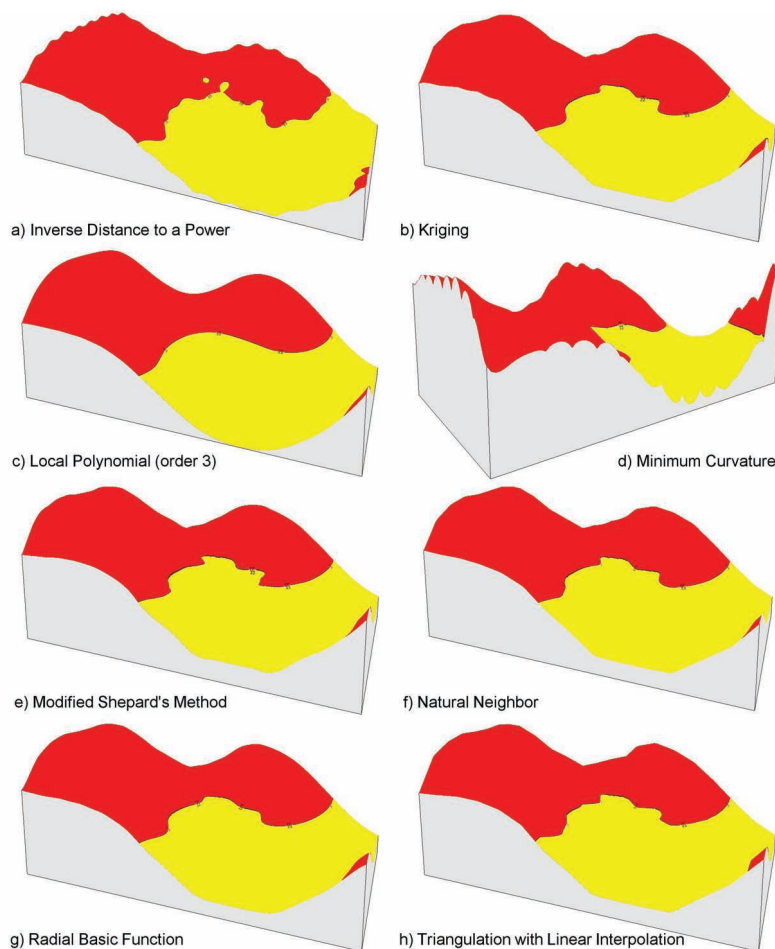 a) Inverse Distance to a Power
b) Kriging
c) Local Polynomial (order 3)
d) Minimum Curvature
e) Modified Shepard's Method
f) Natural Neighbor
g) Radial Basic Function
h) Triangulation with Linear Interpolation